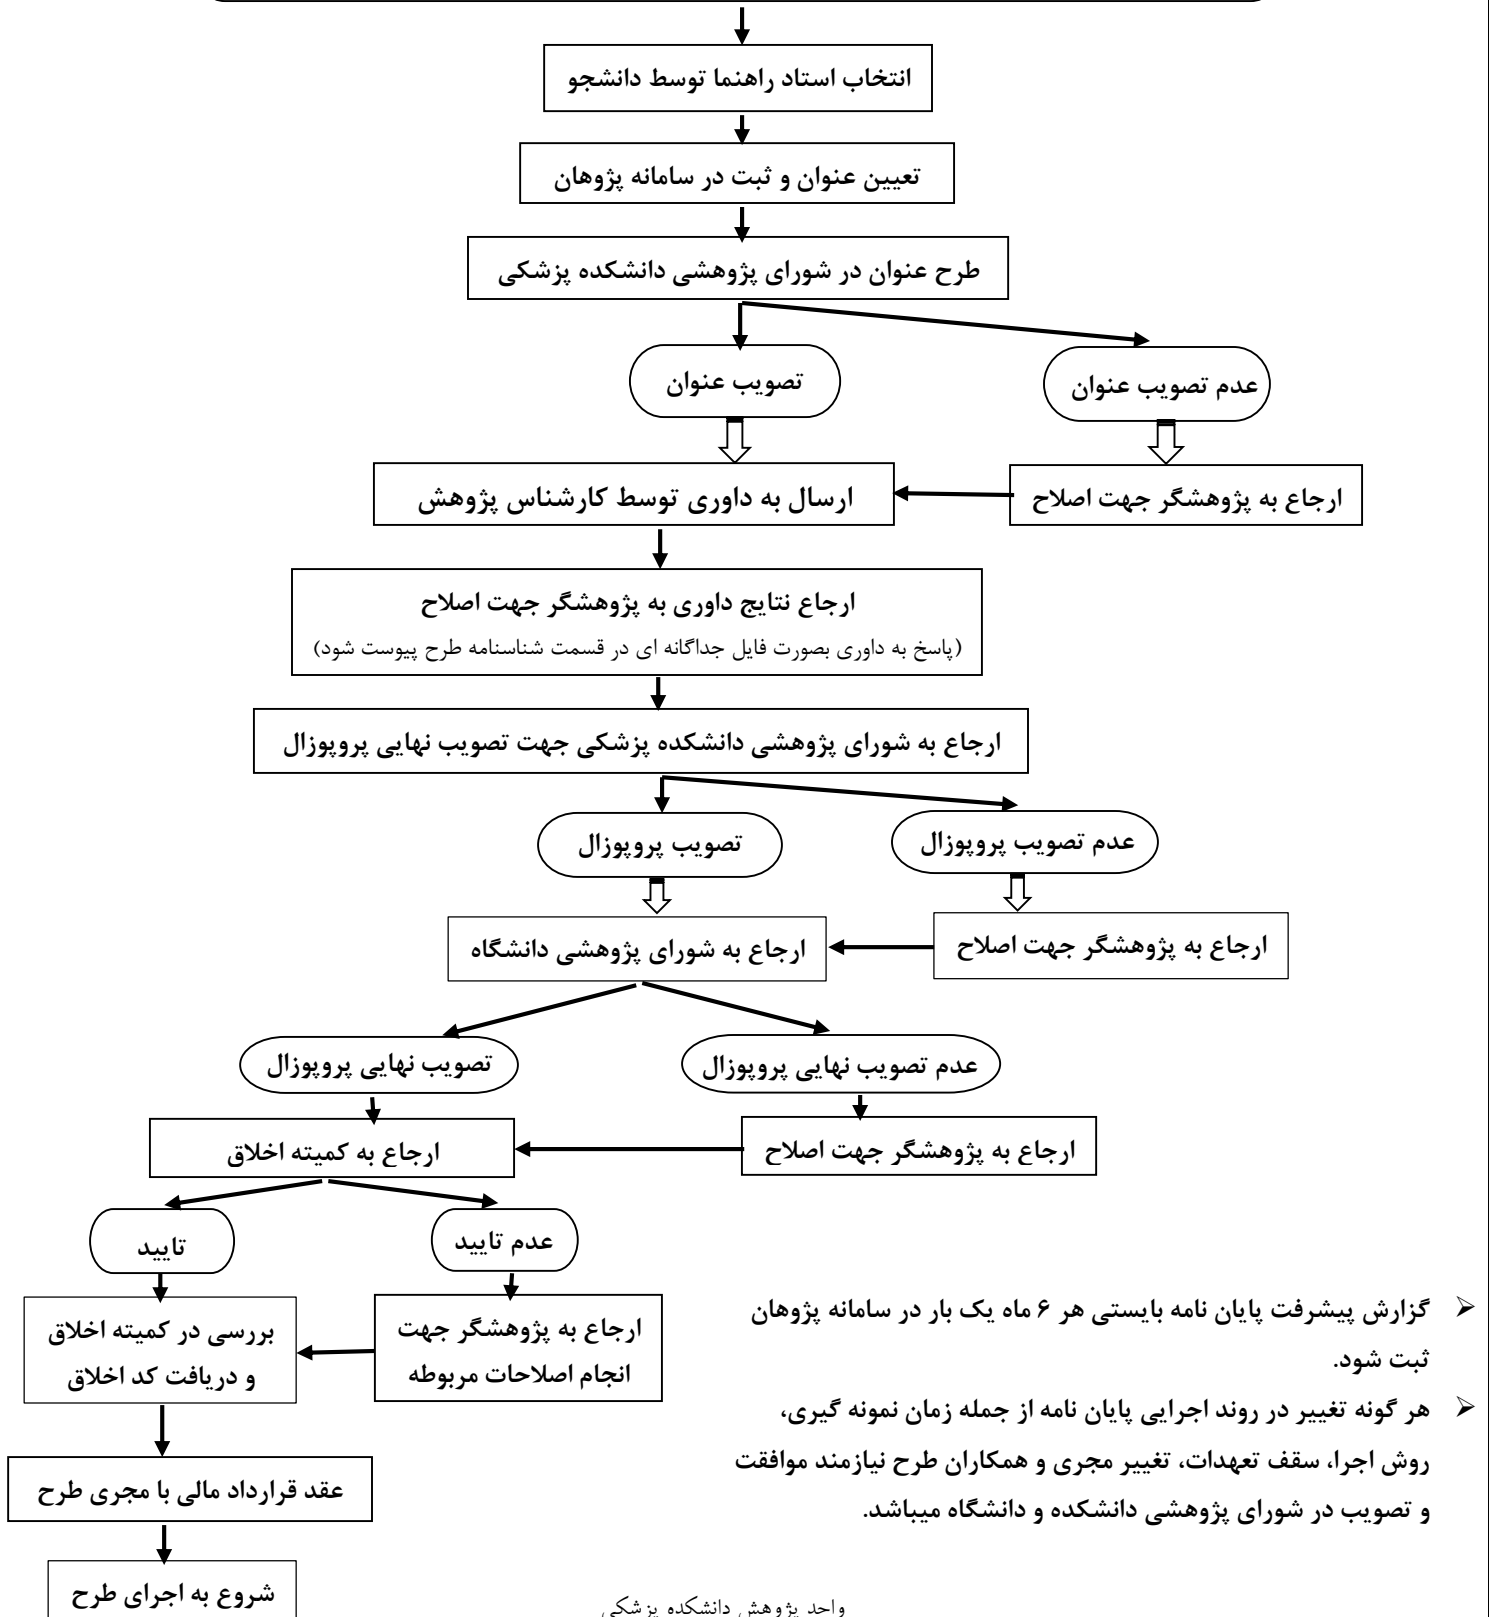 انتخاب استاد راهنما توسط دانشجو
تعیین عنوان و ثبت در سامانه پژوهان
طرح عنوان در شورای پژوهشی دانشکده پزشکی
تصویب عنوان
عدم تصویب عنوان
ارجاع به پژوهشگر جهت اصلاح
ارسال به داوری توسط کارشناس پژوهش
ارجاع نتایج داوری به پژوهشگر جهت اصلاح
(پاسخ به داوری بصورت فایل جداگانه ای در قسمت شناسنامه طرح پیوست شود)
ارجاع به شورای پژوهشی دانشکده پزشکی جهت تصویب نهایی پروپوزال
عدم تصویب پروپوزال
تصویب پروپوزال
ارجاع به پژوهشگر جهت اصلاح
ارجاع به شورای پژوهشی دانشگاه
عدم تصویب نهایی پروپوزال
تصویب نهایی پروپوزال
ارجاع به پژوهشگر جهت اصلاح
ارجاع به کمیته اخلاق
عدم تایید
تایید
ارجاع به پژوهشگر جهت
انجام اصلاحات مربوطه
بررسی در کمیته اخلاق
و دریافت کد اخلاق
عقد قرارداد مالی با مجری طرح
شروع به اجرای طرح
گزارش پیشرفت پایان نامه بایستی هر ۶ ماه یک بار در سامانه پژوهان
ثبت شود.
هر گونه تغییر در روند اجرایی پایان نامه از جمله زمان نمونه گیری،
روش اجرا، سقف تعهدات، تغییر مجری و همکاران طرح نیازمند موافقت
و تصویب در شورای پژوهشی دانشکده و دانشگاه میباشد.
واحد پژوهش دانشکده پزشکی